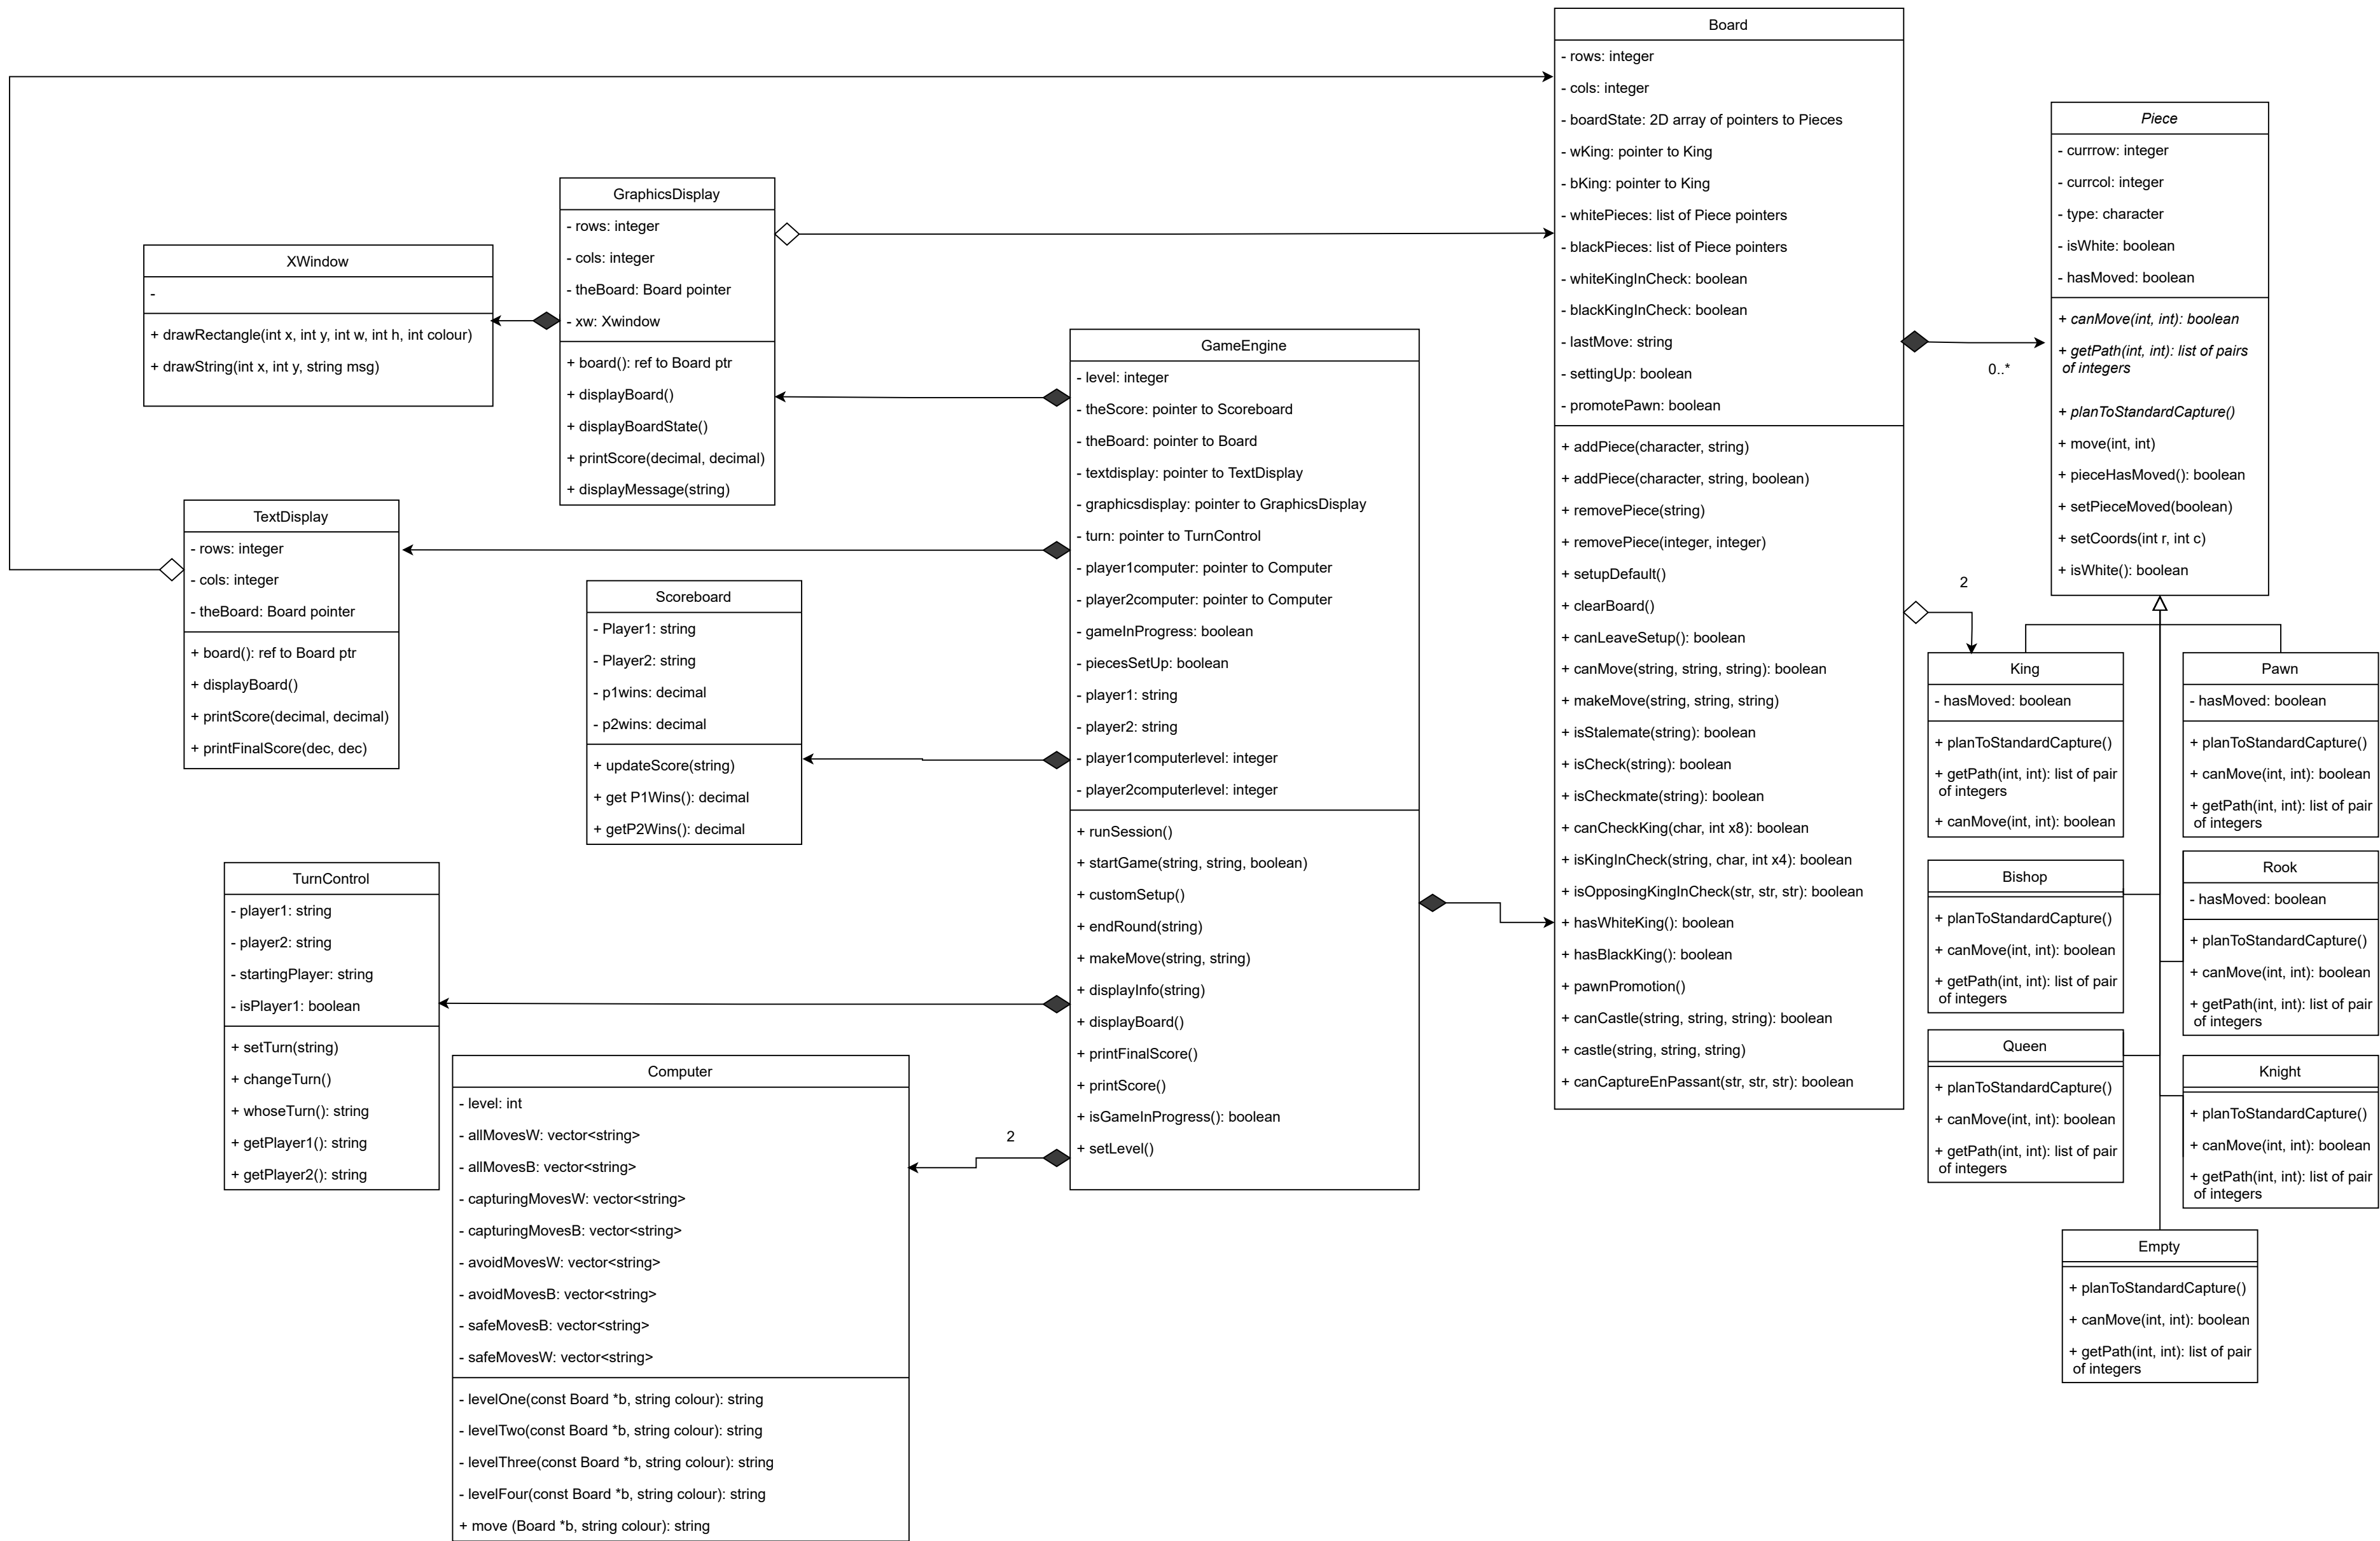 Board
- rows: integer
- cols: integer
- boardState: 2D array of pointers to Pieces
- wKing: pointer to King
- bKing: pointer to King
- whitePieces: list of Piece pointers
- blackPieces: list of Piece pointers
- whiteKingInCheck: boolean
- blackKingInCheck: boolean
- lastMove: string
- settingUp: boolean
- promotePawn: boolean
+ addPiece(character, string)
+ addPiece(character, string, boolean)
+ removePiece(string)
+ removePiece(integer, integer)
+ setupDefault()
+ clearBoard()
+ canLeaveSetup(): boolean
+ canMove(string, string, string): boolean
+ makeMove(string, string, string)
+ isStalemate(string): boolean
+ isCheck(string): boolean
+ isCheckmate(string): boolean
+ canCheckKing(char, int x8): boolean
+ isKingInCheck(string, char, int x4): boolean
+ isOpposingKingInCheck(str, str, str): boolean
+ hasWhiteKing(): boolean
+ hasBlackKing(): boolean
+ pawnPromotion()
+ canCastle(string, string, string): boolean
+ castle(string, string, string)
+ canCaptureEnPassant(str, str, str): boolean
Piece
- currrow: integer
- currcol: integer
- type: character
- isWhite: boolean
- hasMoved: boolean
+ canMove(int, int): boolean
+ getPath(int, int): list of pairs
of integers
+ planToStandardCapture()
+ move(int, int)
+ pieceHasMoved(): boolean
+ setPieceMoved(boolean)
+ setCoords(int r, int c)
+ isWhite(): boolean
0..*
2
GraphicsDisplay
- rows: integer
- cols: integer
- theBoard: Board pointer
- xw: Xwindow
+ board(): ref to Board ptr
+ displayBoard()
+ displayBoardState()
+ printScore(decimal, decimal)
+ displayMessage(string)
XWindow
-
+ drawRectangle(int x, int y, int w, int h, int colour)
+ drawString(int x, int y, string msg)
GameEngine
- level: integer
- theScore: pointer to Scoreboard
- theBoard: pointer to Board
- textdisplay: pointer to TextDisplay
- graphicsdisplay: pointer to GraphicsDisplay
- turn: pointer to TurnControl
- player1computer: pointer to Computer
- player2computer: pointer to Computer
- gameInProgress: boolean
- piecesSetUp: boolean
- player1: string
- player2: string
- player1computerlevel: integer
- player2computerlevel: integer
+ runSession()
+ startGame(string, string, boolean)
+ customSetup()
+ endRound(string)
+ makeMove(string, string)
+ displayInfo(string)
+ displayBoard()
+ printFinalScore()
+ printScore()
+ isGameInProgress(): boolean
+ setLevel()
TextDisplay
- rows: integer
- cols: integer
- theBoard: Board pointer
+ board(): ref to Board ptr
+ displayBoard()
+ printScore(decimal, decimal)
+ printFinalScore(dec, dec)
Scoreboard
- Player1: string
- Player2: string
- p1wins: decimal
- p2wins: decimal
+ updateScore(string)
+ get P1Wins(): decimal
+ getP2Wins(): decimal
TurnControl
- player1: string
- player2: string
- startingPlayer: string
- isPlayer1: boolean
+ setTurn(string)
+ changeTurn()
+ whoseTurn(): string
+ getPlayer1(): string
+ getPlayer2(): string
2
Computer
- level: int
- allMovesW: vector<string>
- allMovesB: vector<string>
- capturingMovesW: vector<string>
- capturingMovesB: vector<string>
- avoidMovesW: vector<string>
- avoidMovesB: vector<string>
- safeMovesB: vector<string>
- safeMovesW: vector<string>
- levelOne(const Board *b, string colour): string
- levelTwo(const Board *b, string colour): string
- levelThree(const Board *b, string colour): string
- levelFour(const Board *b, string colour): string
+ move (Board *b, string colour): string
King
- hasMoved: boolean
+ planToStandardCapture()
+ getPath(int, int): list of pair
of integers
+ canMove(int, int): boolean
Pawn
- hasMoved: boolean
+ planToStandardCapture()
+ canMove(int, int): boolean
+ getPath(int, int): list of pair
of integers
Bishop
+ planToStandardCapture()
+ canMove(int, int): boolean
+ getPath(int, int): list of pair
of integers
Rook
- hasMoved: boolean
+ planToStandardCapture()
+ canMove(int, int): boolean
+ getPath(int, int): list of pair
of integers
Queen
+ planToStandardCapture()
+ canMove(int, int): boolean
+ getPath(int, int): list of pair
of integers
Knight
+ planToStandardCapture()
+ canMove(int, int): boolean
+ getPath(int, int): list of pair
of integers
Empty
+ planToStandardCapture()
+ canMove(int, int): boolean
+ getPath(int, int): list of pair
of integers